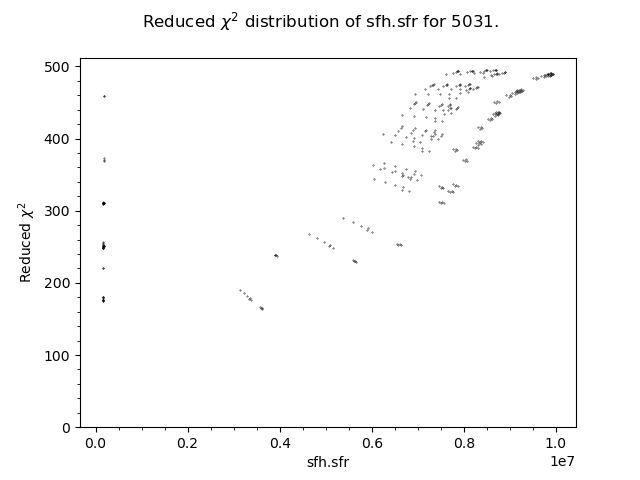 Reduced χ² distribution of sfh.sfr for 5031.
500
400
300
200
100
0
Reduced χ²
0.0 0.2 0.4 0.6 0.8 1.0
1e7
sfh.sfr